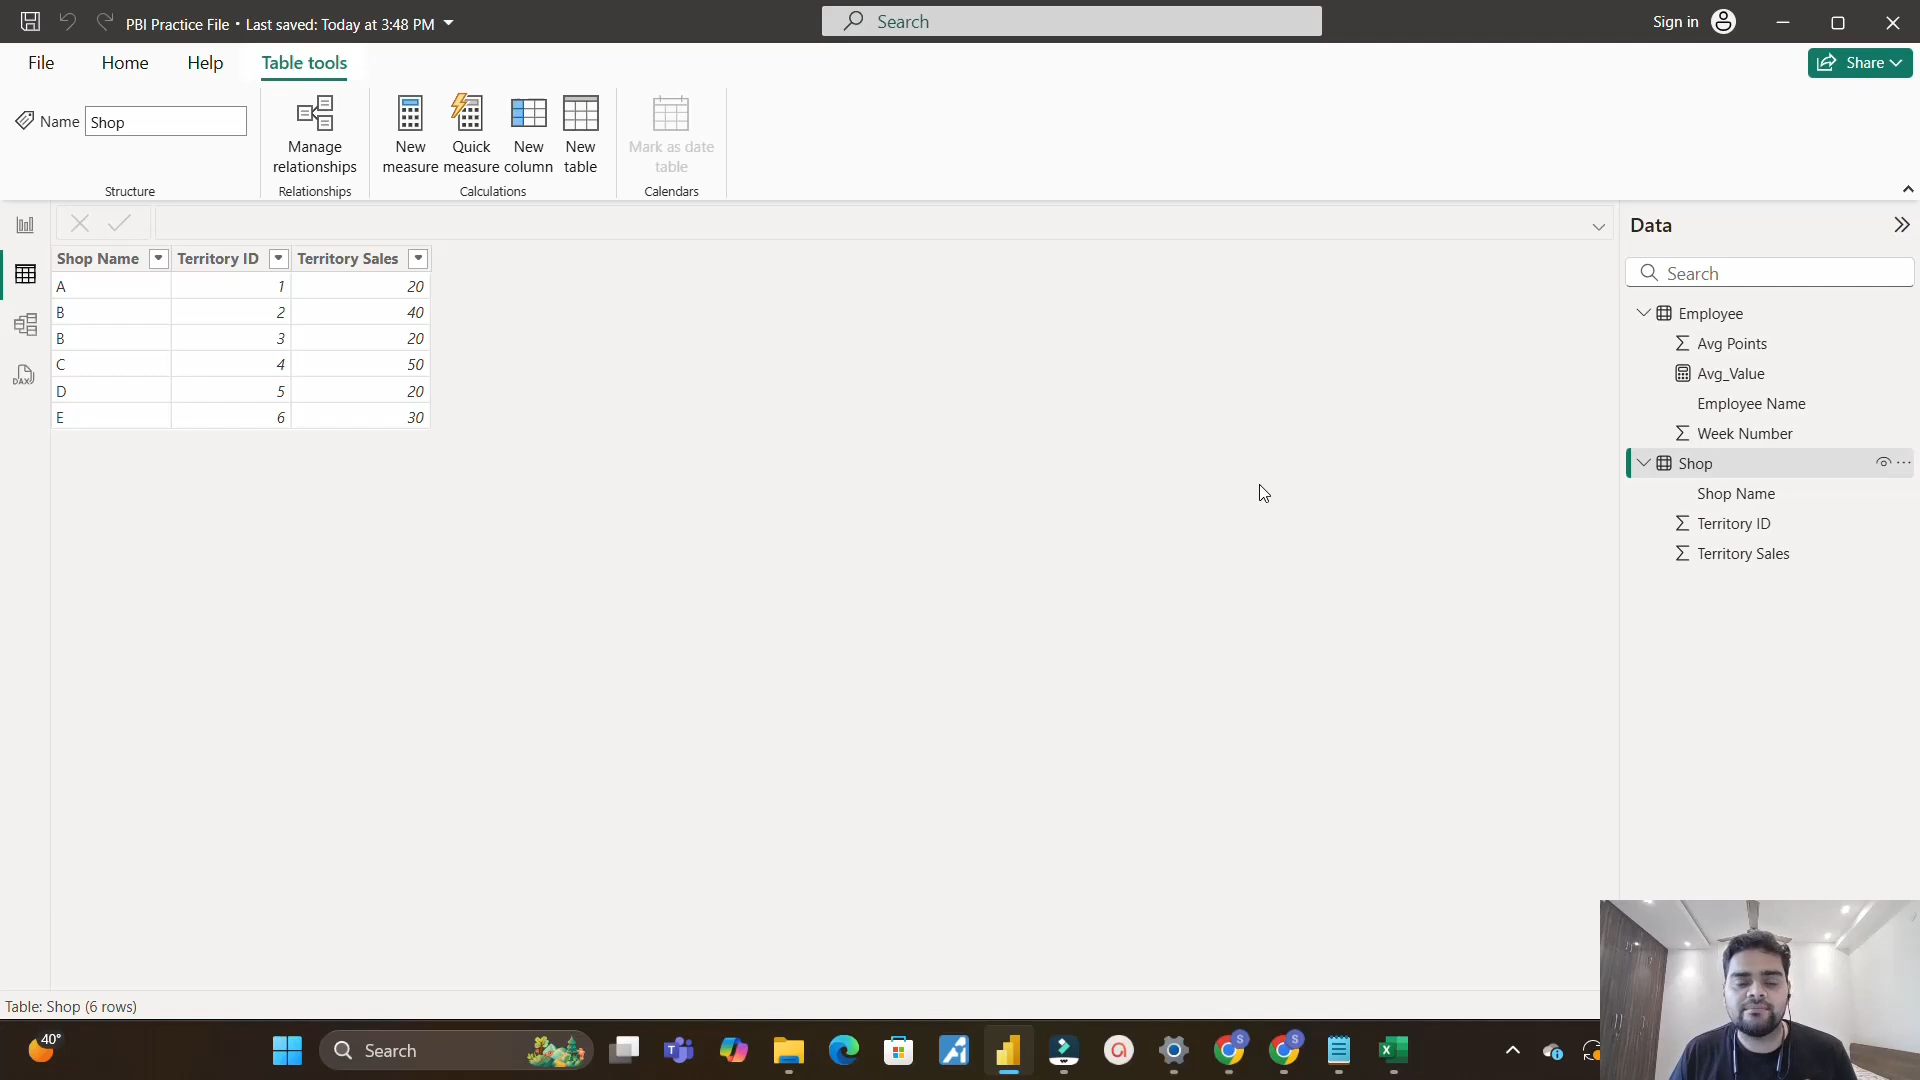 PBI Practice File • Last saved: Today at 3:48 PM
Search
Sign in
File
Home
Help
Table tools
Share
Name
Shop
Manage relationships
New measure
Quick measure
New column
New table
Mark as date table
Structure
Relationships
Calculations
Calendars
Shop Name Territory ID Territory Sales
A 1 20
B 2 40
B 3 20
C 4 50
D 5 20
E 6 30
DAX
Data
Search
Employee
Avg Points
Avg_Value
Employee Name
Week Number
Shop
Shop Name
Territory ID
Territory Sales
Table: Shop (6 rows)
40°
Search